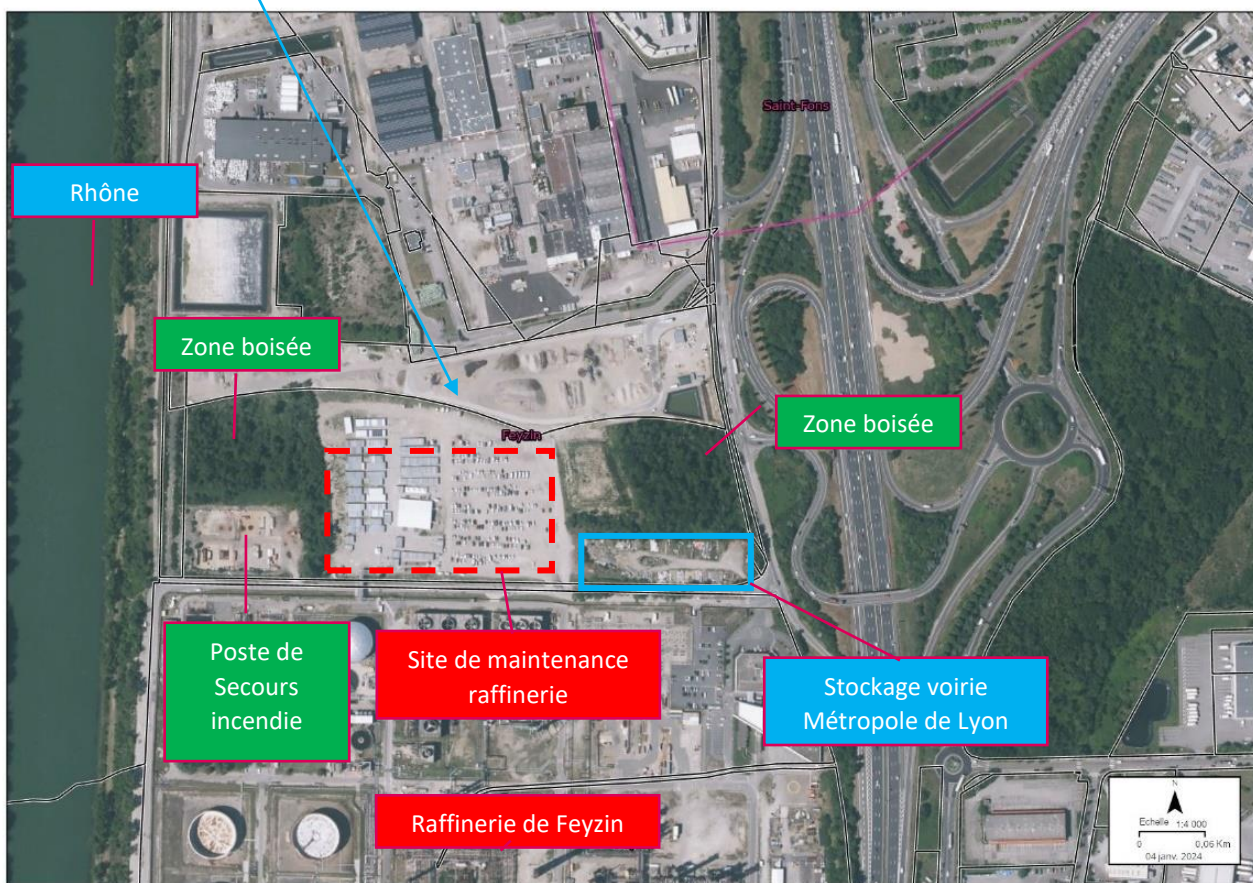 Saint-Fons
Rhône
Zone boisée
Zone boisée
Feyzin
Poste de
Secours
incendie
Site de maintenance
raffinerie
Stockage voirie
Métropole de Lyon
Raffinerie de Feyzin
N
Echelle 1:4 000
0 0,06 Km
04 janv. 2024